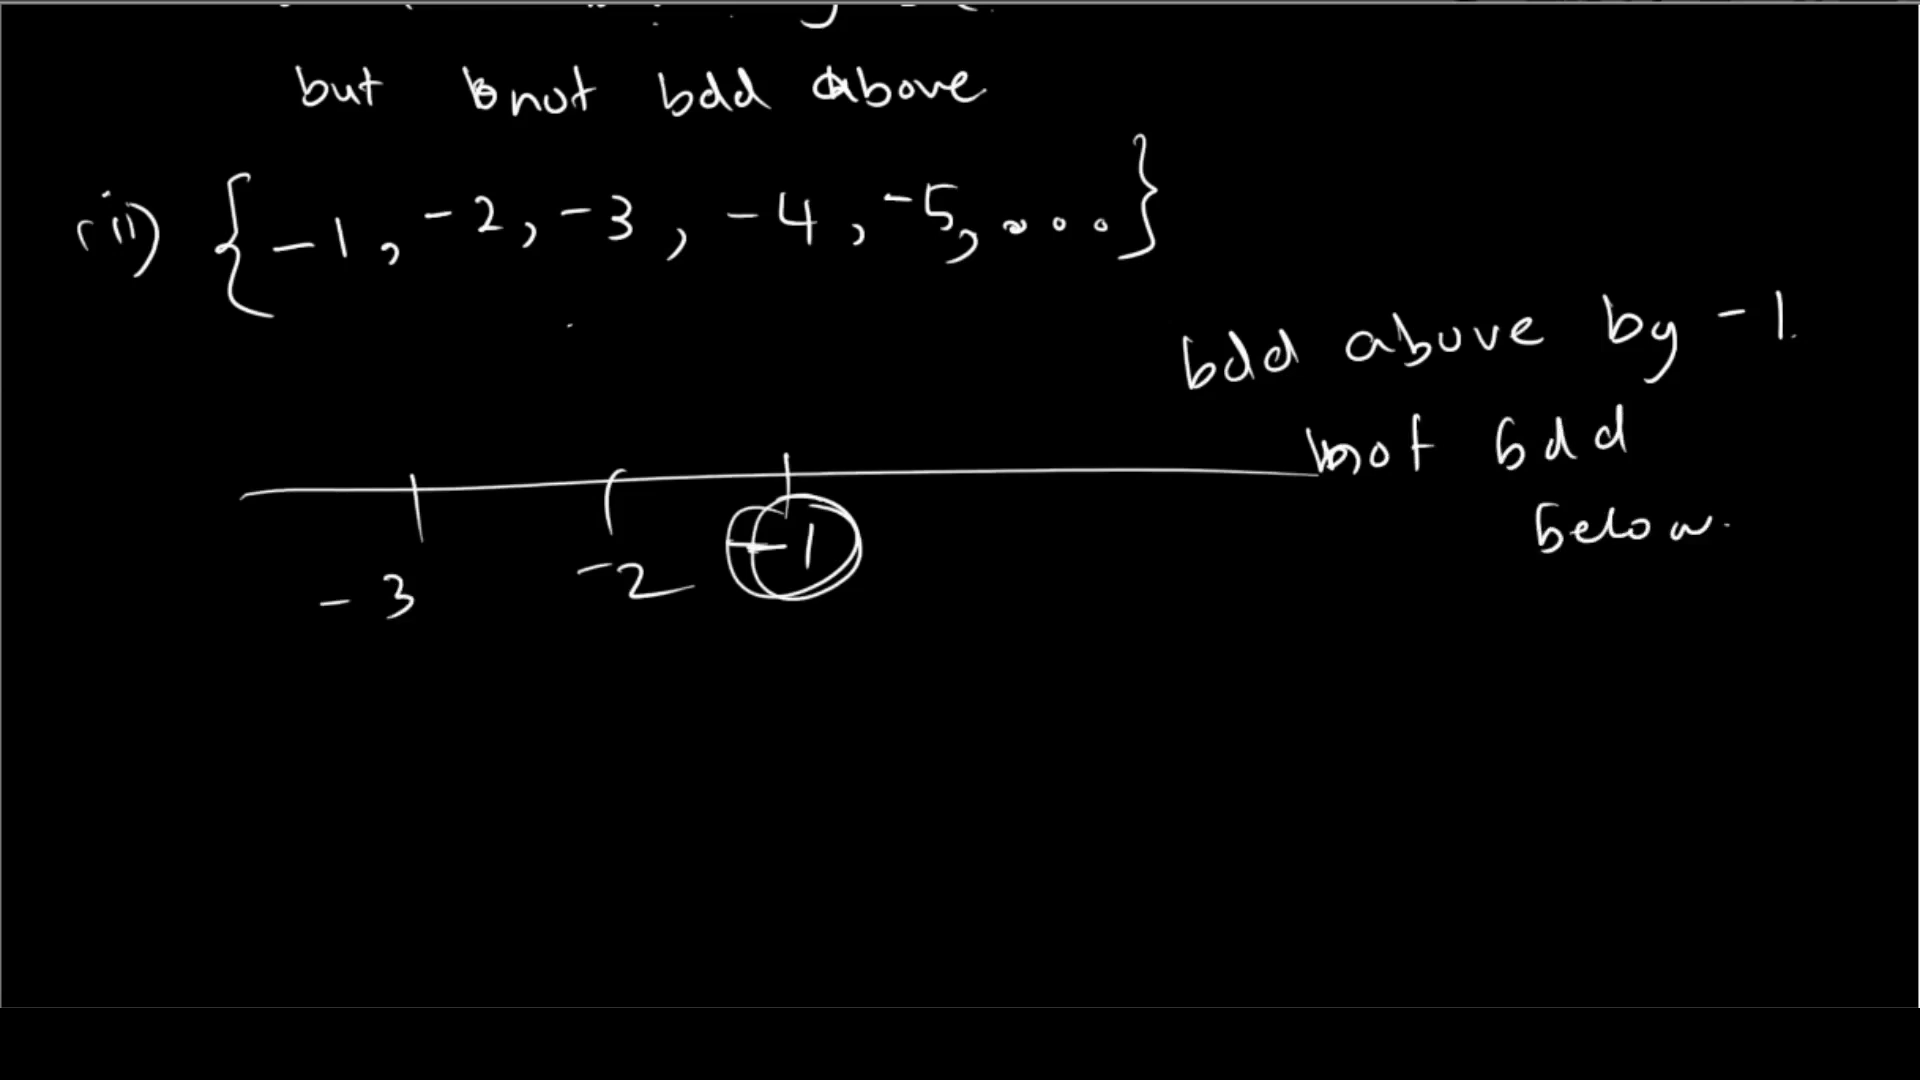 but not bdd above
(ii) { -1, -2, -3, -4, -5, .... }
bdd above by -1.
not bdd
below.
-3 -2 -1